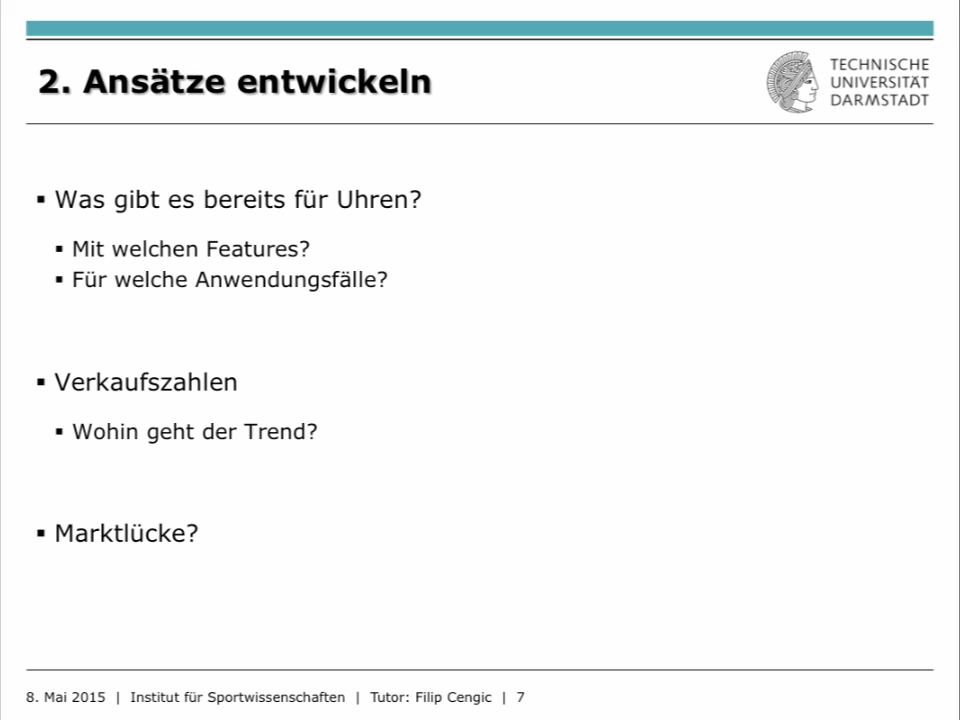 2. Ansätze entwickeln
TECHNISCHE
UNIVERSITÄT
DARMSTADT
▪ Was gibt es bereits für Uhren?
▪ Mit welchen Features?
▪ Für welche Anwendungsfälle?
▪ Verkaufszahlen
▪ Wohin geht der Trend?
▪ Marktlücke?
8. Mai 2015 | Institut für Sportwissenschaften | Tutor: Filip Cengic | 7